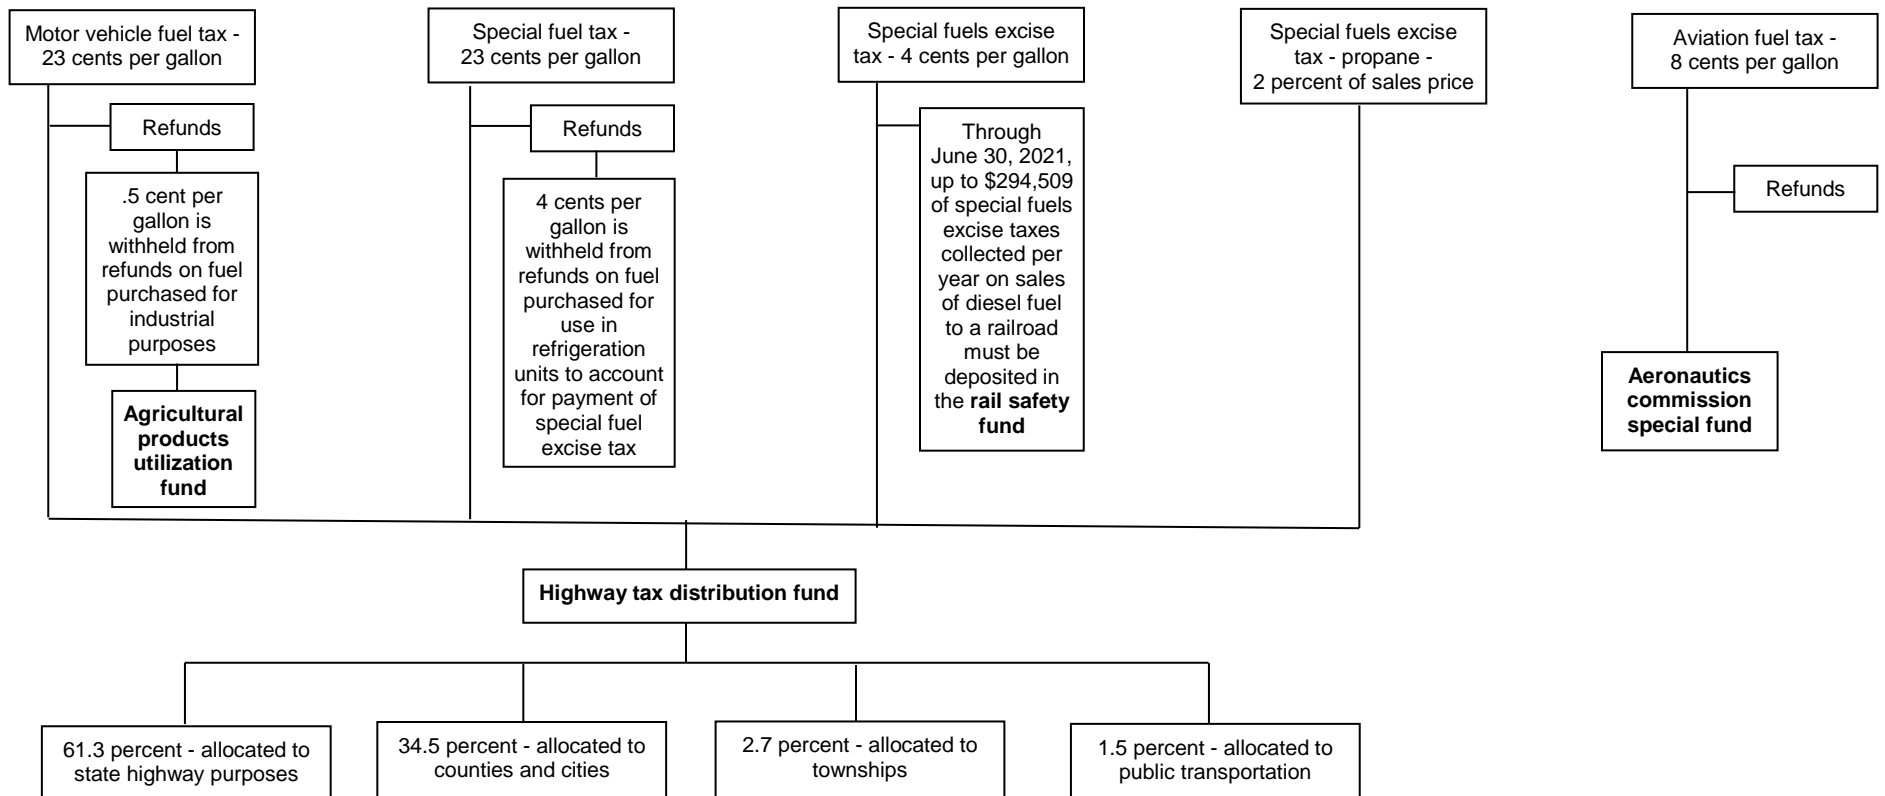 Motor vehicle fuel tax -
23 cents per gallon
Refunds
.5 cent per
gallon is
withheld from
refunds on fuel
purchased for
industrial
purposes
Agricultural
products
utilization
fund
Special fuel tax -
23 cents per gallon
Refunds
4 cents per
gallon is
withheld from
refunds on fuel
purchased for
use in
refrigeration
units to account
for payment of
special fuel
excise tax
Special fuels excise
tax - 4 cents per gallon
Through
June 30, 2021,
up to $294,509
of special fuels
excise taxes
collected per
year on sales
of diesel fuel
to a railroad
must be
deposited in
the rail safety
fund
Special fuels excise
tax - propane -
2 percent of sales price
Aviation fuel tax -
8 cents per gallon
Refunds
Aeronautics
commission
special fund
Highway tax distribution fund
61.3 percent - allocated to
state highway purposes
34.5 percent - allocated to
counties and cities
2.7 percent - allocated to
townships
1.5 percent - allocated to
public transportation